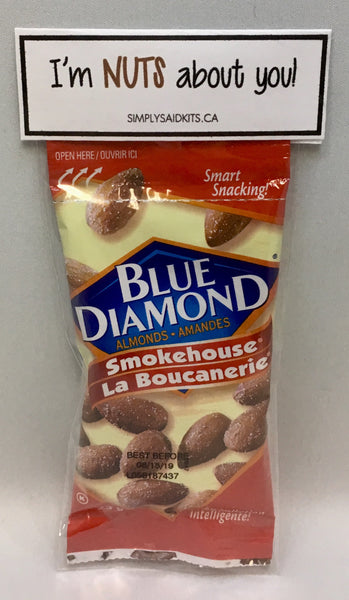 I'm NUTS about you!
SIMPLYSAIDKITS.CA
OPEN HERE / OUVRIR ICI
Smart
Snacking!
BLUE
DIAMOND
ALMONDS • AMANDES
Smokehouse®
La Boucanerie
BEST BEFORE
L056187437
Intelligente!